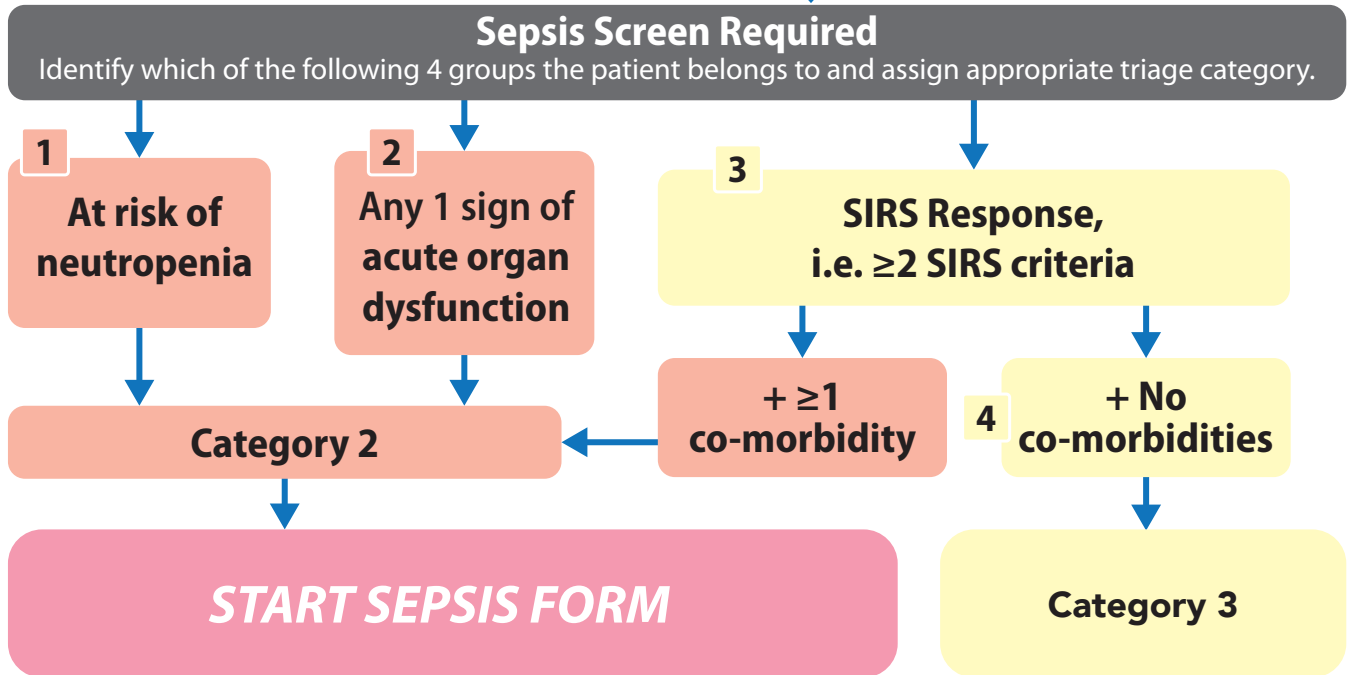 Sepsis Screen Required
Identify which of the following 4 groups the patient belongs to and assign appropriate triage category.
1
At risk of
neutropenia
2
Any 1 sign of
acute organ
dysfunction
3
SIRS Response,
i.e. ≥2 SIRS criteria
+ ≥1
co-morbidity
4
+ No
co-morbidities
Category 2
START SEPSIS FORM
Category 3